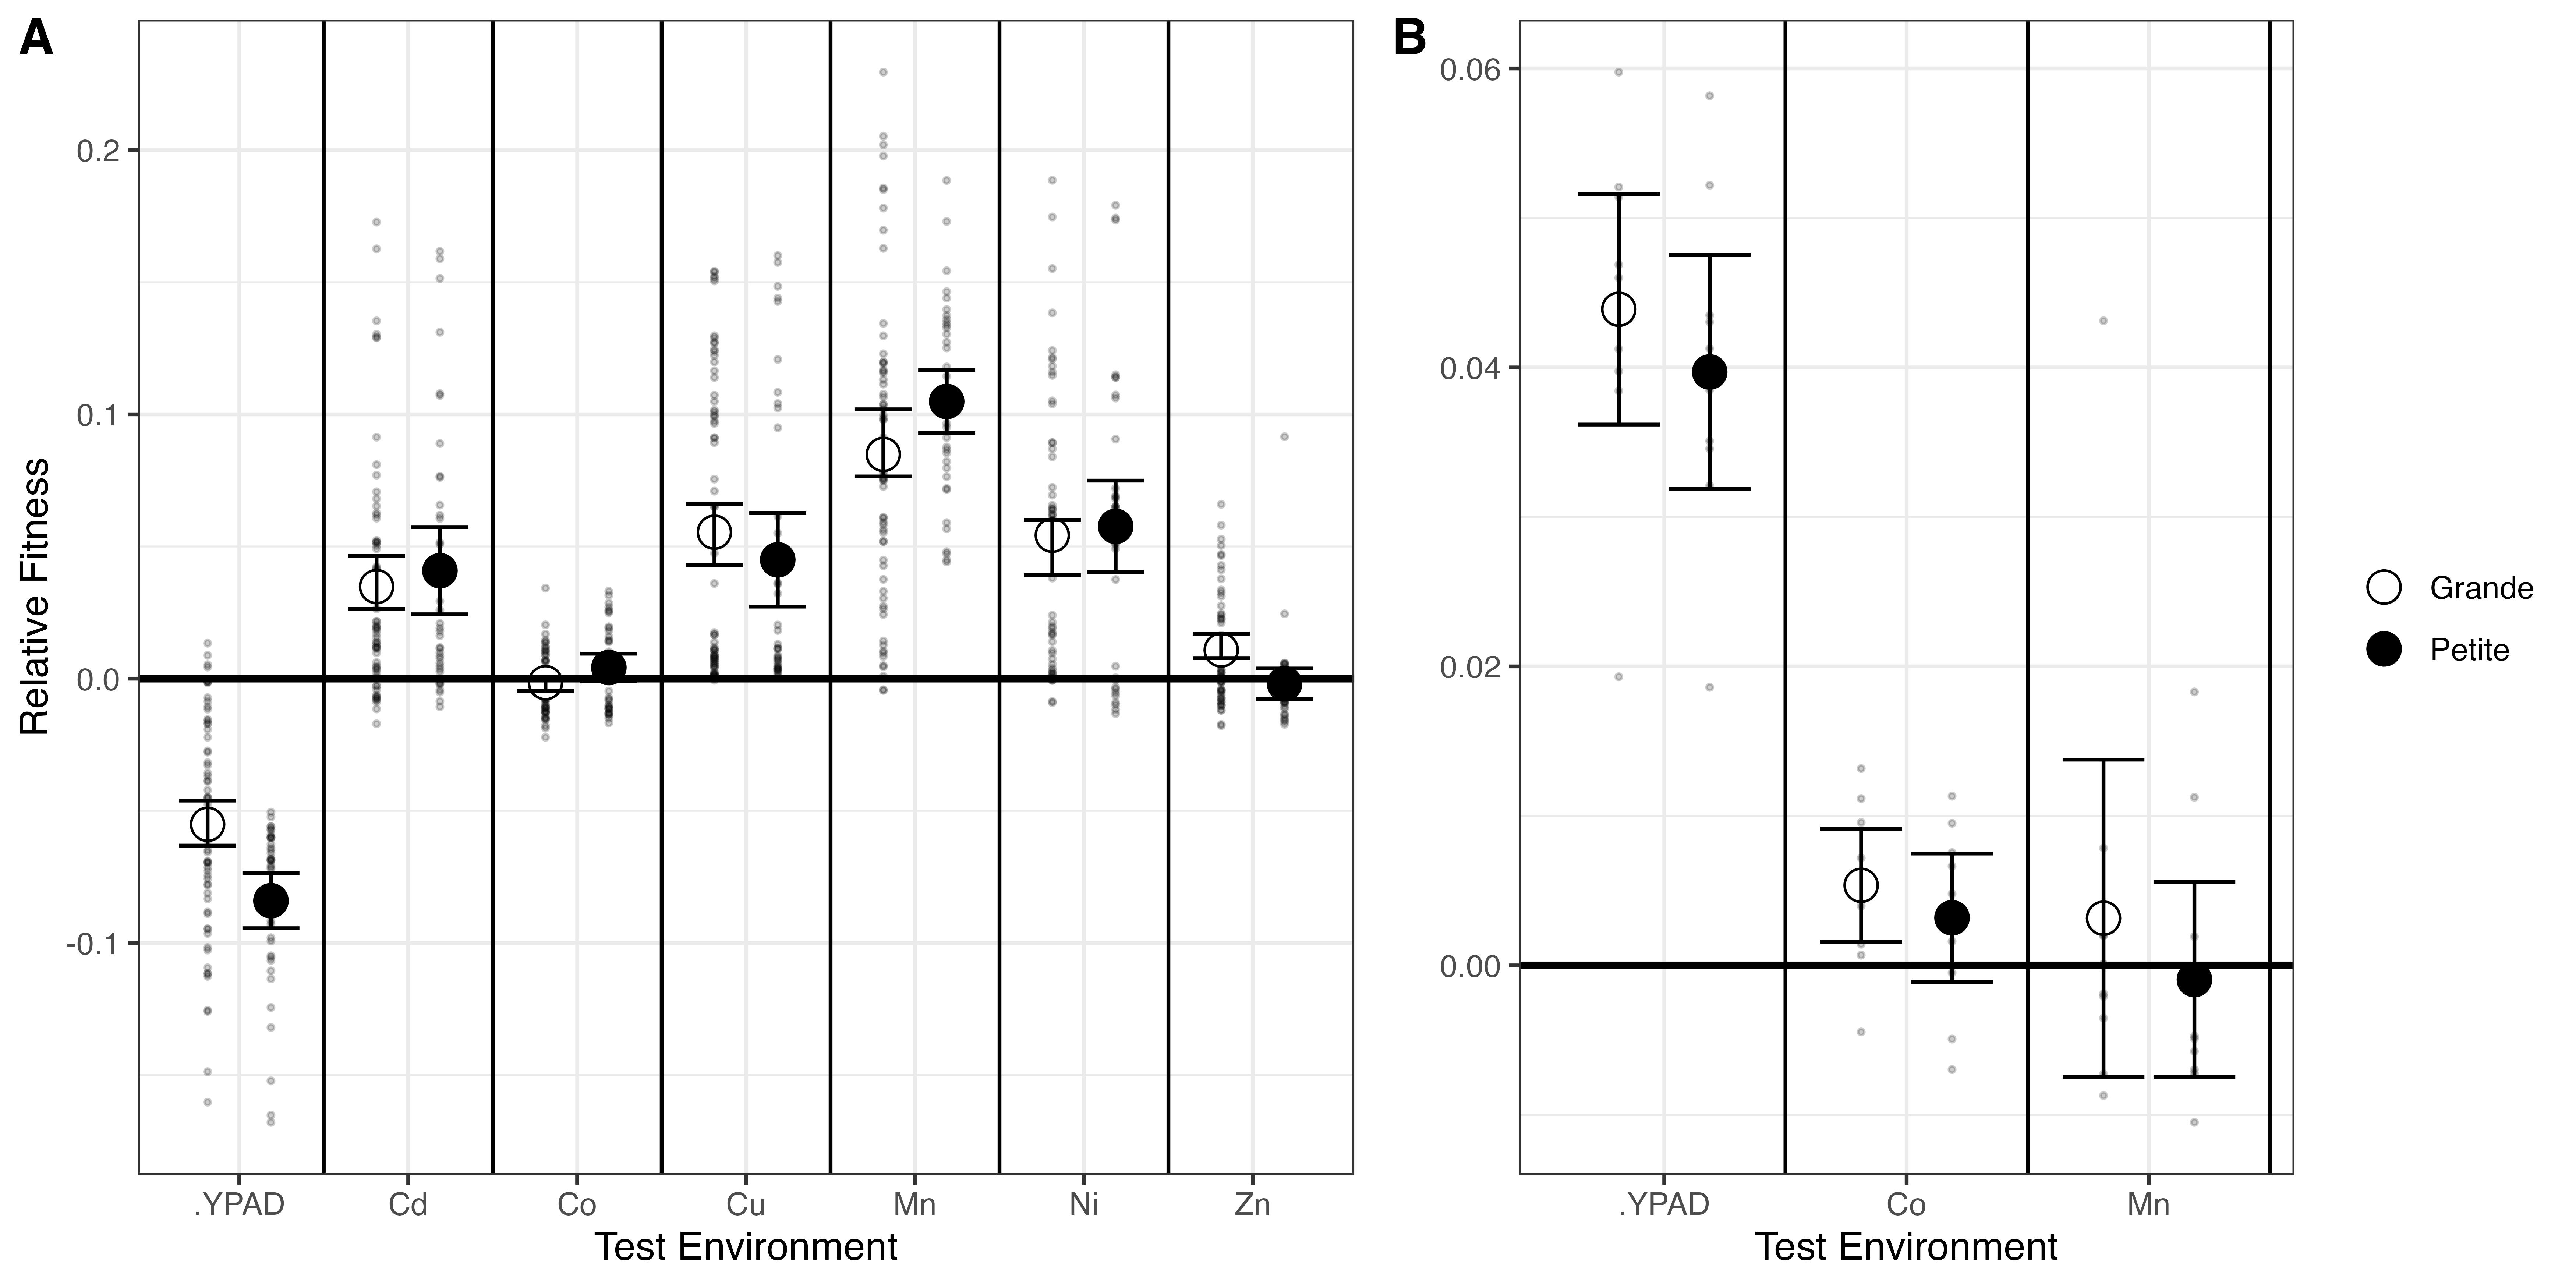 A
B
Relative Fitness
0.2
0.1
0.0
-0.1
.YPAD Cd Co Cu Mn Ni Zn
Test Environment
0.06
0.04
0.02
0.00
.YPAD Co Mn
Test Environment
Grande
Petite